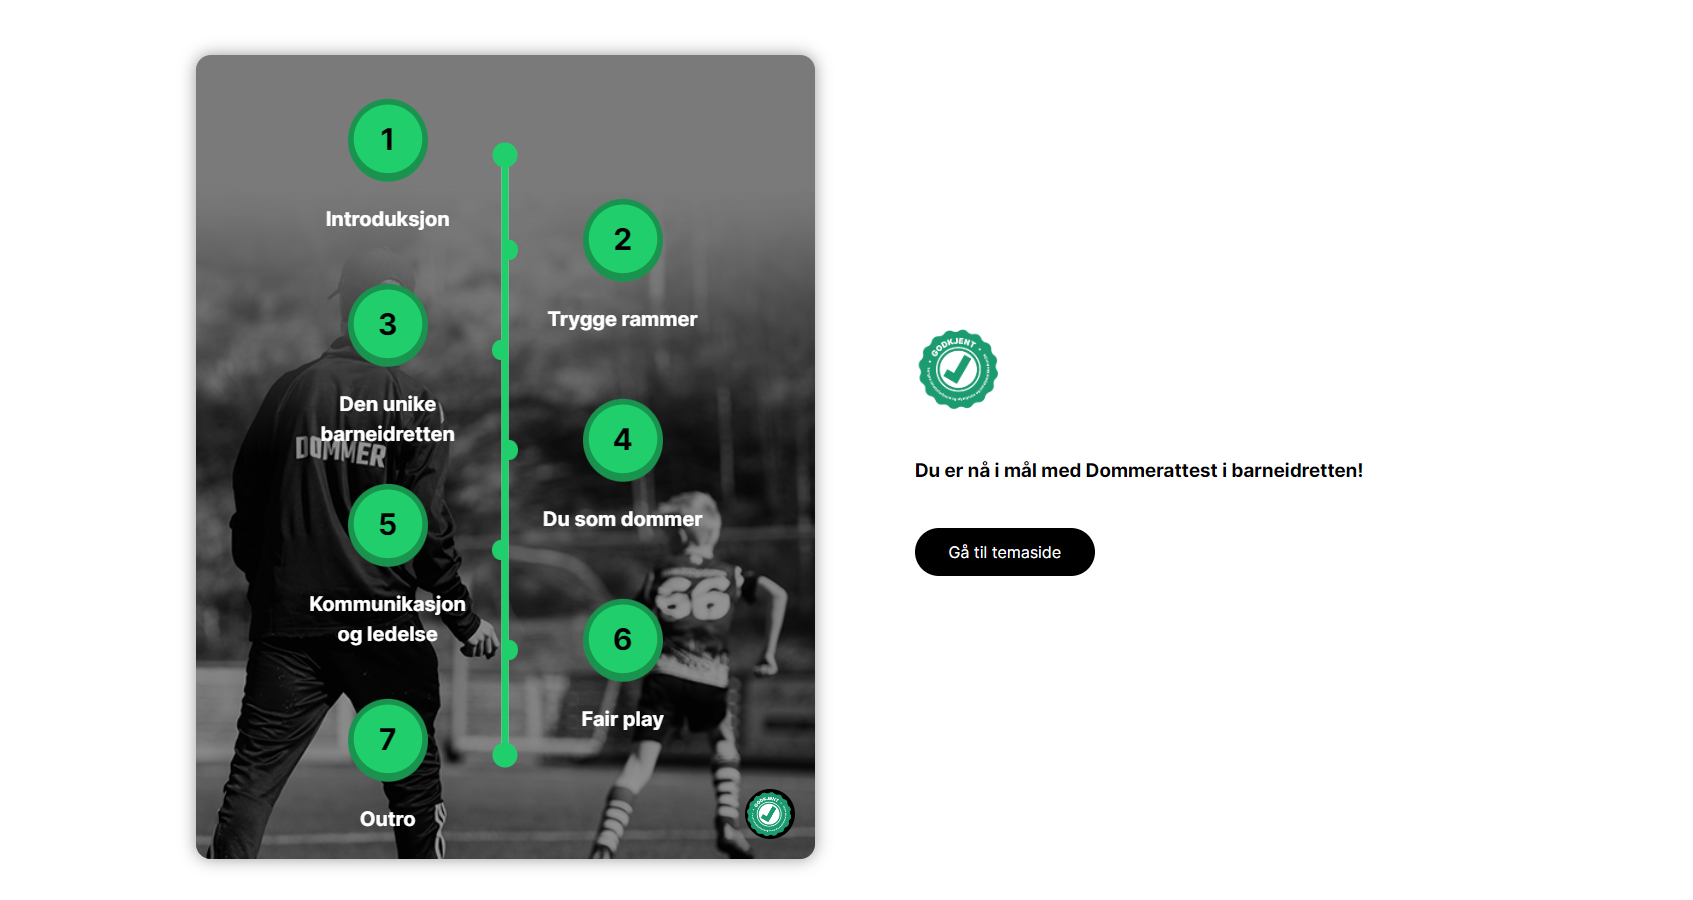 1
Introduksjon
2
Trygge rammer
3
Den unike
barneidretten
DOMMER
4
Du som dommer
5
Kommunikasjon
og ledelse
66
6
Fair play
7
Outro
GODKJENT
GODKJENT
Du er nå i mål med Dommerattest i barneidretten!
Gå til temaside